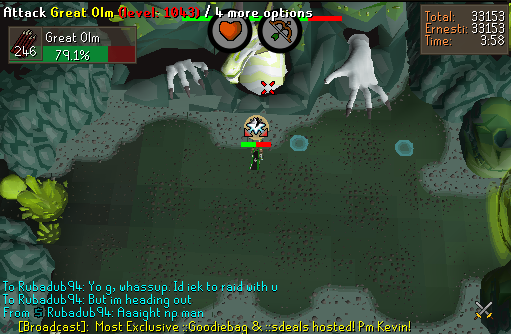 Attack Great Olm (level: 1043) / 4 more options
Great Olm
246
79.1%
Total: 33153
Ernesti: 33153
Time: 3:58
To Rubadub94: Yo g, whassup. Id iek to raid with u
To Rubadub94: But im heading out
From Rubadub94: Aaaight np man
[Broadcast]: Most Exclusive ::Goodiebag & ::sdeals hosted! Pm Kevin!